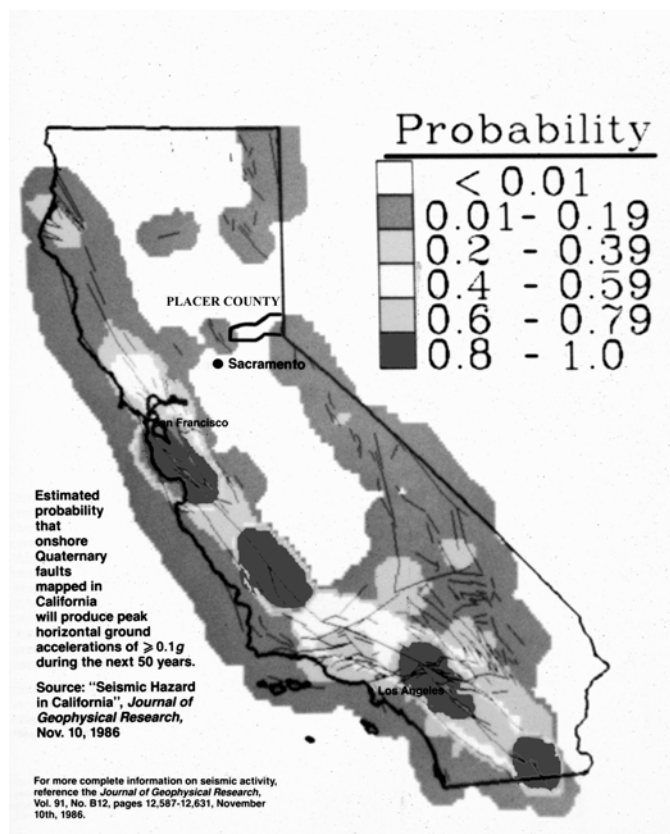 Probability
< 0.01
0.01- 0.19
0.2 - 0.39
0.4 - 0.59
0.6 - 0.79
0.8 - 1.0
PLACER COUNTY
Sacramento
San Francisco
Estimated
probability
that
onshore
Quaternary
faults
mapped in
California
will produce peak
horizontal ground
accelerations of ⩾ 0.1g
during the next 50 years.
Source: “Seismic Hazard
in California”, Journal of
Geophysical Research,
Nov. 10, 1986
Los Angeles
For more complete information on seismic activity,
reference the Journal of Geophysical Research,
Vol. 91, No. B12, pages 12,587-12,631, November
10th, 1986.